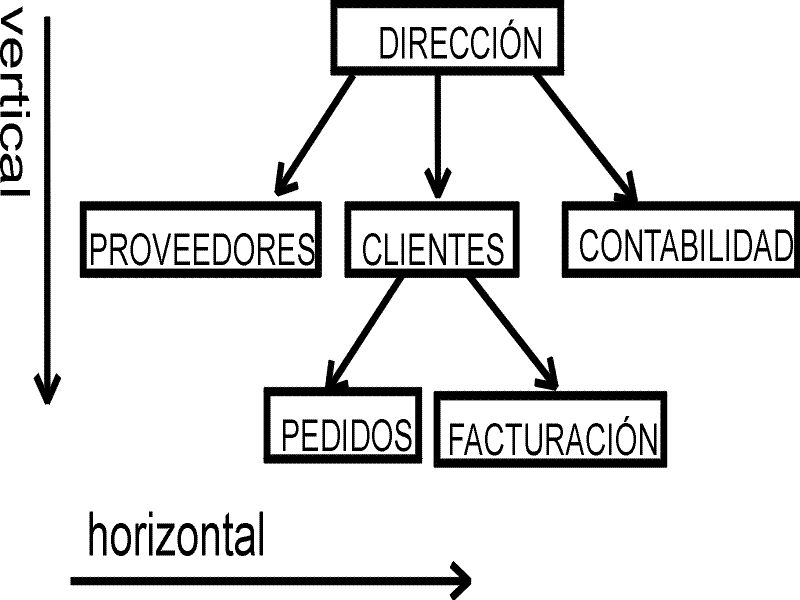 vertical
DIRECCIÓN
PROVEEDORES
CLIENTES
CONTABILIDAD
PEDIDOS
FACTURACIÓN
horizontal